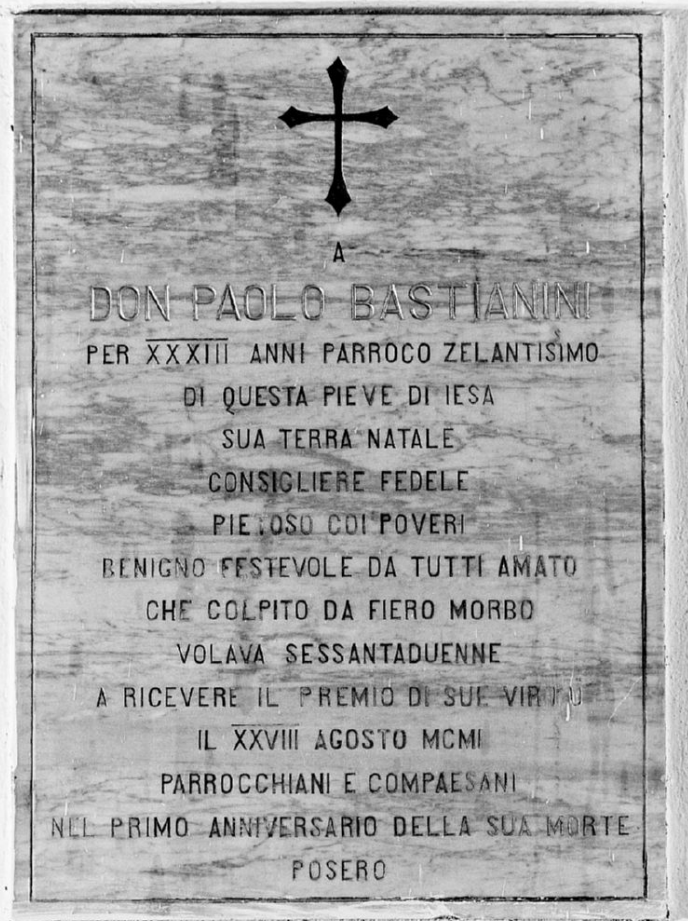 A
DON PAOLO BASTIANINI
PER XXXIII ANNI PARROCO ZELANTISIMO
DI QUESTA PIEVE DI IESA
SUA TERRA NATALE
CONSIGLIERE FEDELE
PIETOSO COI POVERI
BENIGNO FESTEVOLE DA TUTTI AMATO
CHE COLPITO DA FIERO MORBO
VOLAVA SESSANTADUENNE
A RICEVERE IL PREMIO DI SUE VIRTÙ
IL XXVIII AGOSTO MCMI
PARROCCHIANI E COMPAESANI
NEL PRIMO ANNIVERSARIO DELLA SUA MORTE
POSERO